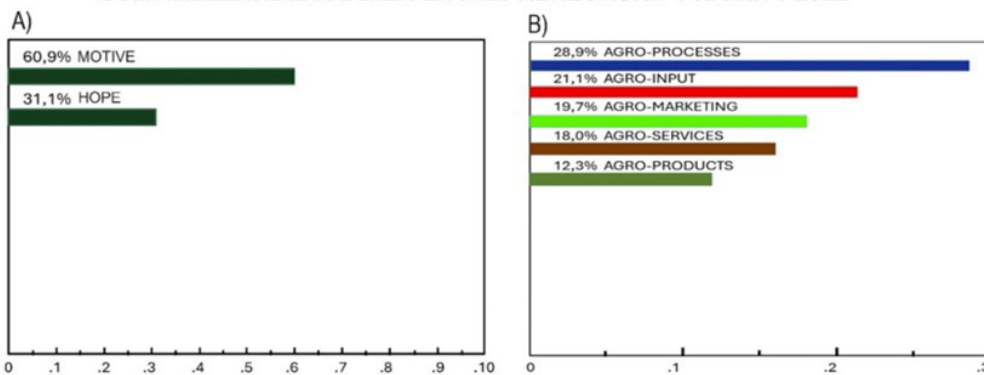 A)
60,9% MOTIVE
31,1% HOPE
0 .1 .2 .3 .4 .5 .6 .7 .8 .9 .10
B)
28,9% AGRO-PROCESSES
21,1% AGRO-INPUT
19,7% AGRO-MARKETING
18,0% AGRO-SERVICES
12,3% AGRO-PRODUCTS
0 .1 .2